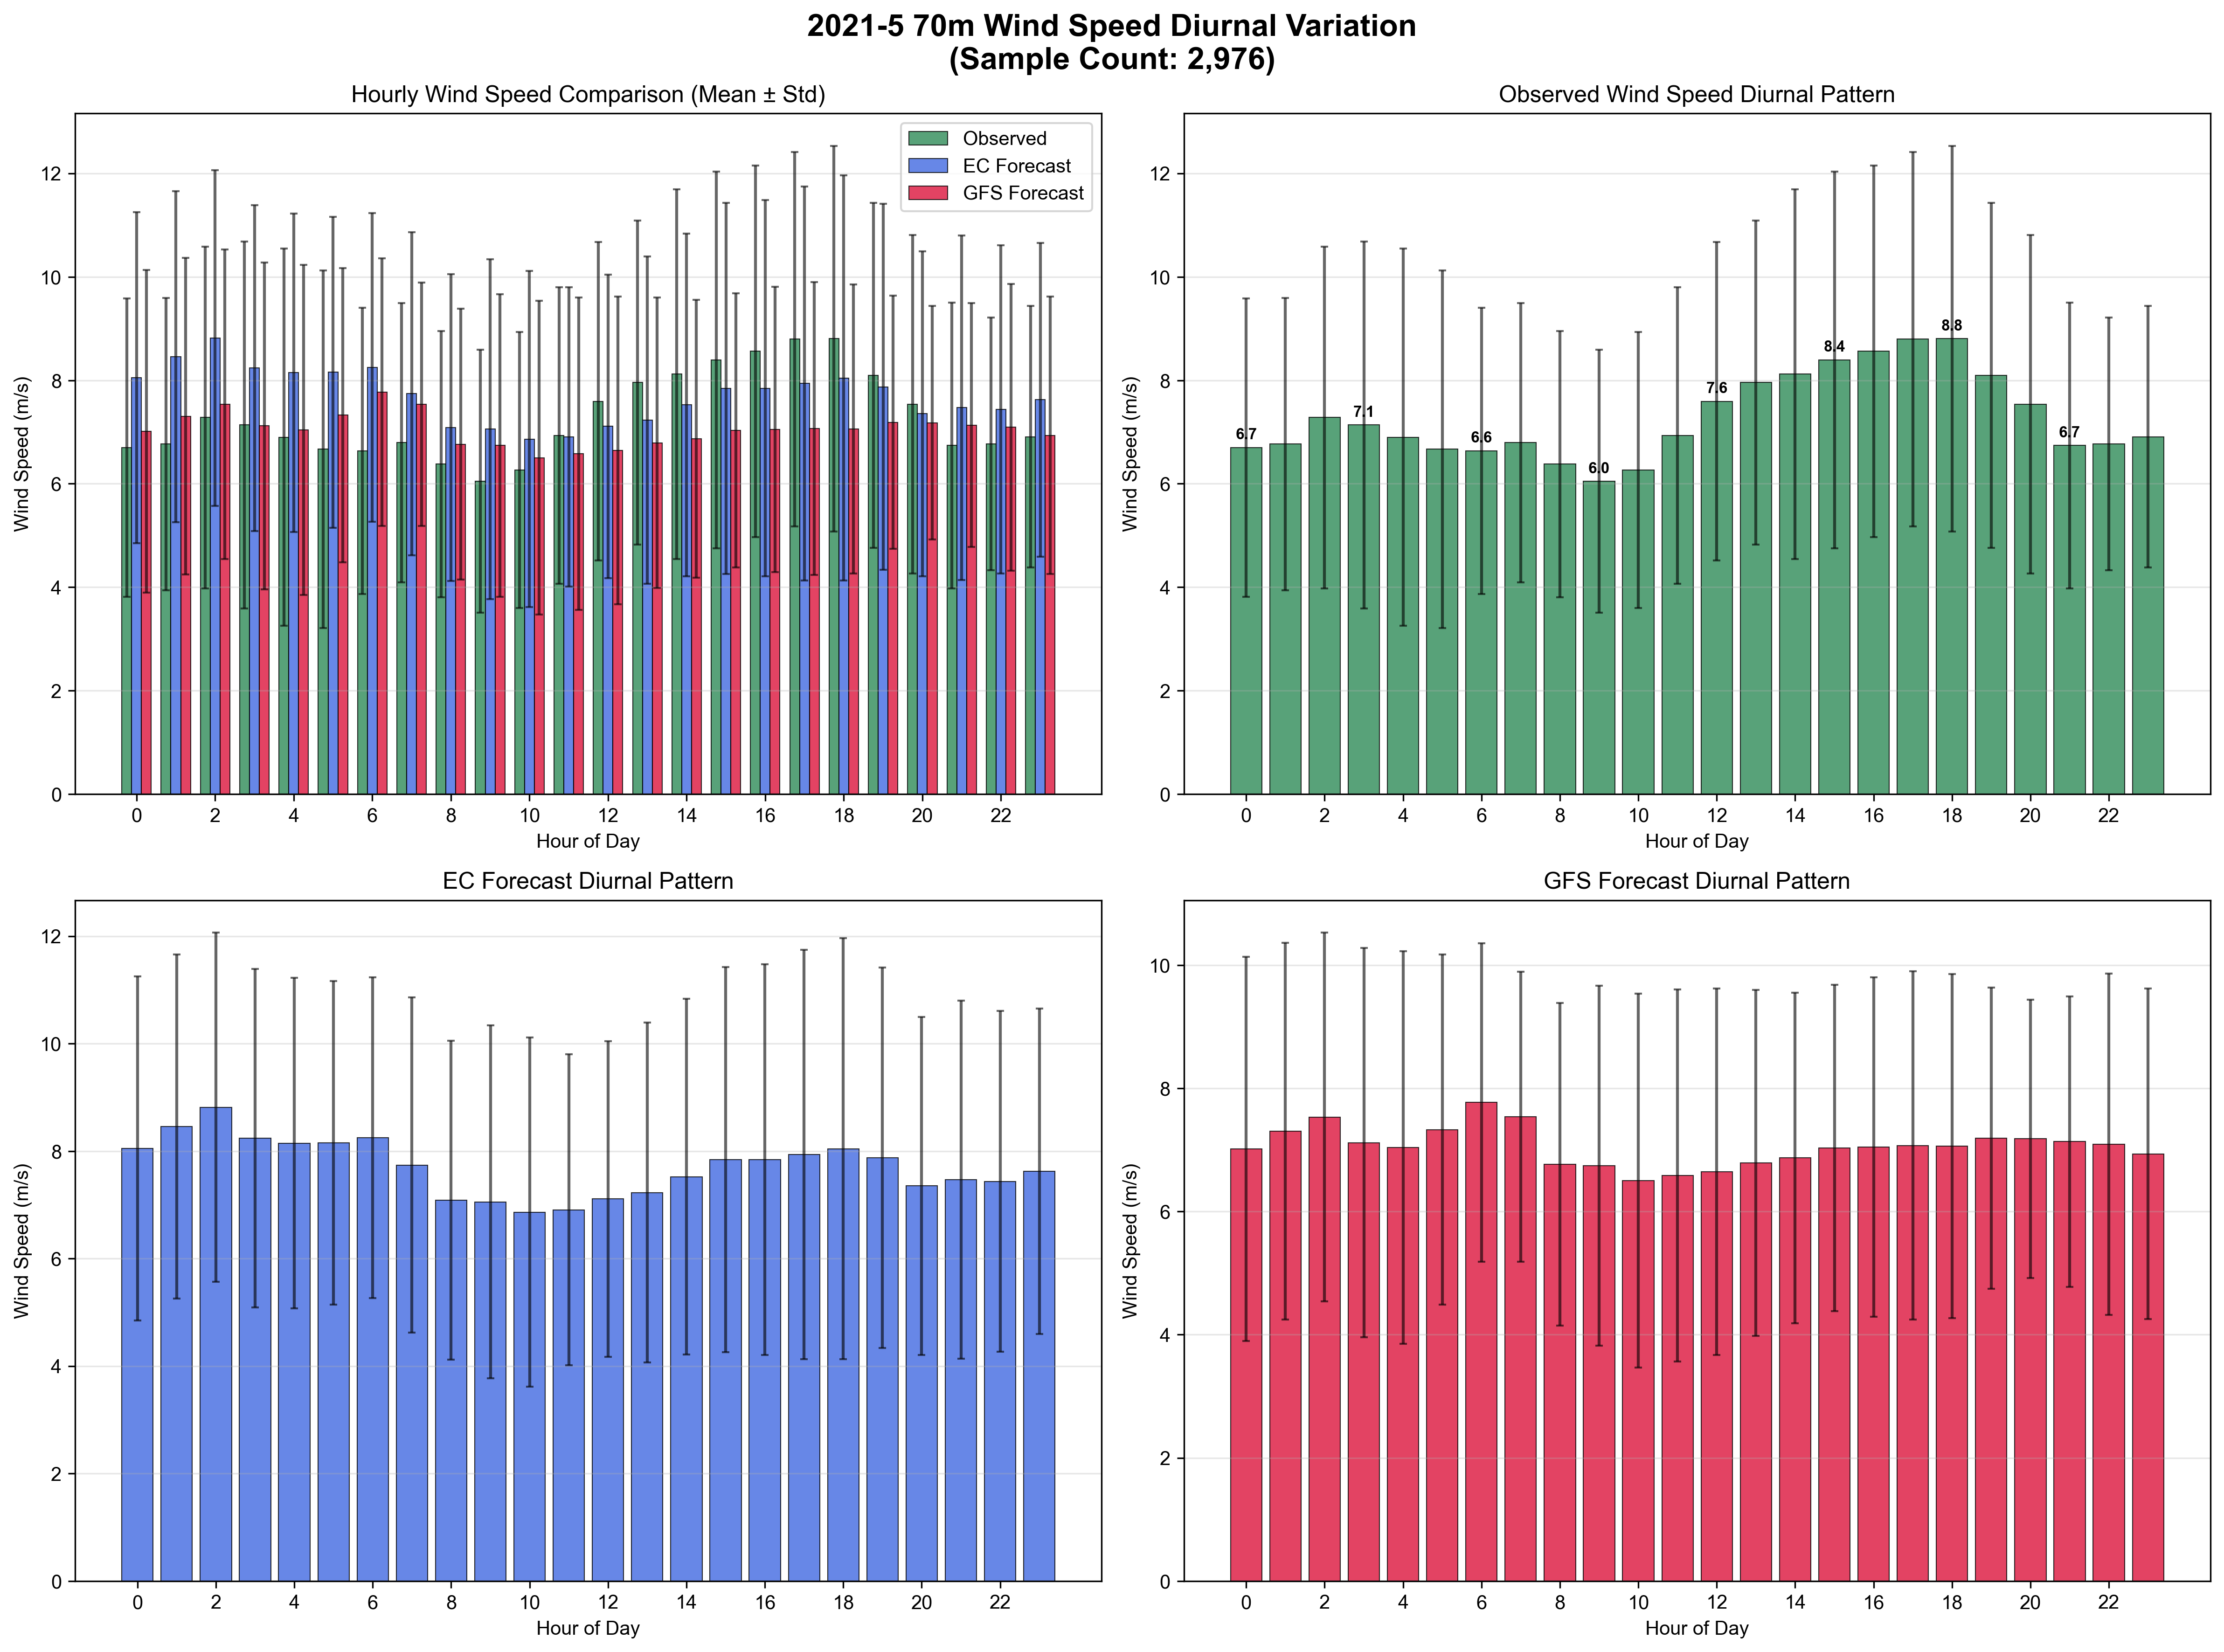 2021-5 70m Wind Speed Diurnal Variation
(Sample Count: 2,976)
Hourly Wind Speed Comparison (Mean ± Std)
Observed
EC Forecast
GFS Forecast
12
10
8
6
4
2
0
Wind Speed (m/s)
0 2 4 6 8 10 12 14 16 18 20 22
Hour of Day
Observed Wind Speed Diurnal Pattern
12
10
8
6
4
2
0
Wind Speed (m/s)
6.7 7.1 6.6 6.0 7.6 8.4 8.8 6.7
0 2 4 6 8 10 12 14 16 18 20 22
Hour of Day
EC Forecast Diurnal Pattern
12
10
8
6
4
2
0
Wind Speed (m/s)
0 2 4 6 8 10 12 14 16 18 20 22
Hour of Day
GFS Forecast Diurnal Pattern
10
8
6
4
2
0
Wind Speed (m/s)
0 2 4 6 8 10 12 14 16 18 20 22
Hour of Day